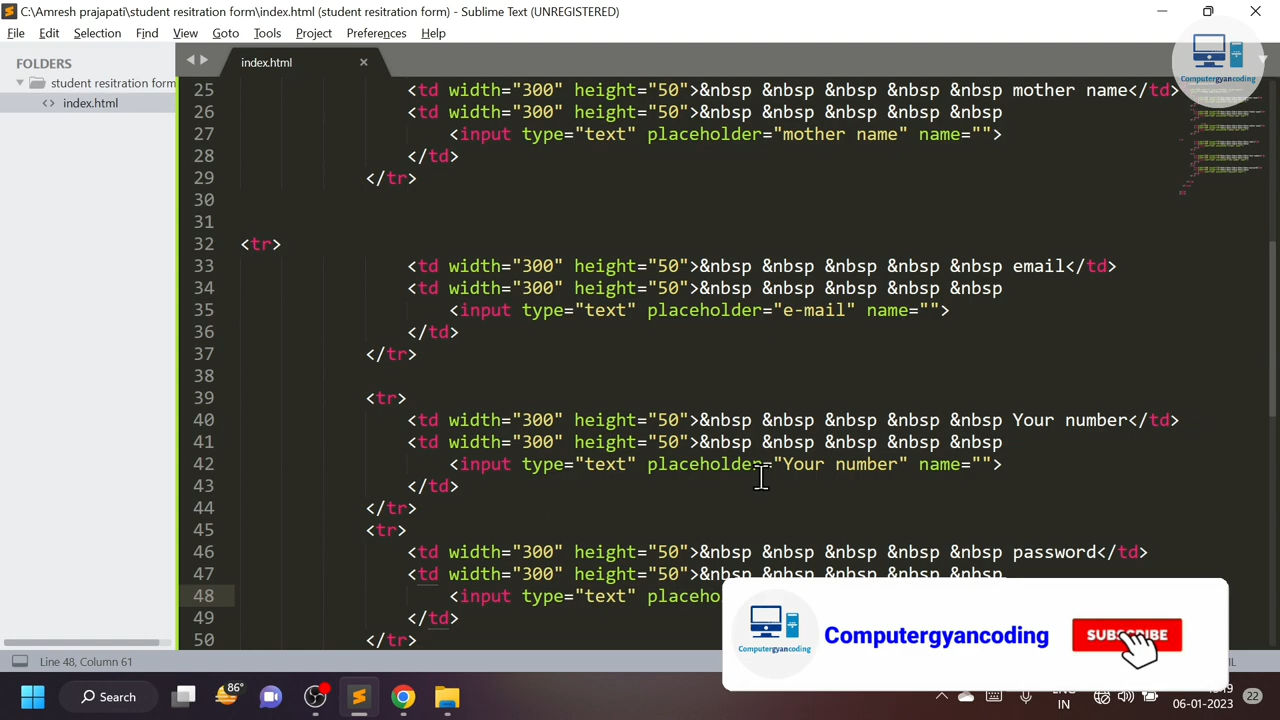 C:\Amresh prajapati\student resitration form\index.html (student resitration form) - Sublime Text (UNREGISTERED)
File Edit Selection Find View Goto Tools Project Preferences Help
FOLDERS
student resitration form
index.html
index.html
Computergyancoding
25 <td width="300" height="50">&nbsp &nbsp &nbsp &nbsp &nbsp mother name</td>
26 <td width="300" height="50">&nbsp &nbsp &nbsp &nbsp &nbsp
27 <input type="text" placeholder="mother name" name="">
28 </td>
29 </tr>
30
31
32 <tr>
33 <td width="300" height="50">&nbsp &nbsp &nbsp &nbsp &nbsp email</td>
34 <td width="300" height="50">&nbsp &nbsp &nbsp &nbsp &nbsp
35 <input type="text" placeholder="e-mail" name="">
36 </td>
37 </tr>
38
39 <tr>
40 <td width="300" height="50">&nbsp &nbsp &nbsp &nbsp &nbsp Your number</td>
41 <td width="300" height="50">&nbsp &nbsp &nbsp &nbsp &nbsp
42 <input type="text" placeholder="Your number" name="">
43 </td>
44 </tr>
45 <tr>
46 <td width="300" height="50">&nbsp &nbsp &nbsp &nbsp &nbsp password</td>
47 <td width="300" height="50">&nbsp &nbsp &nbsp &nbsp &nbsp
48 <input type="text" placeho
49 </td>
50 </tr>
Computergyancoding
Computergyancoding
SUBSCRIBE
Column 61
86°
Search
IN
06-01-2023
22